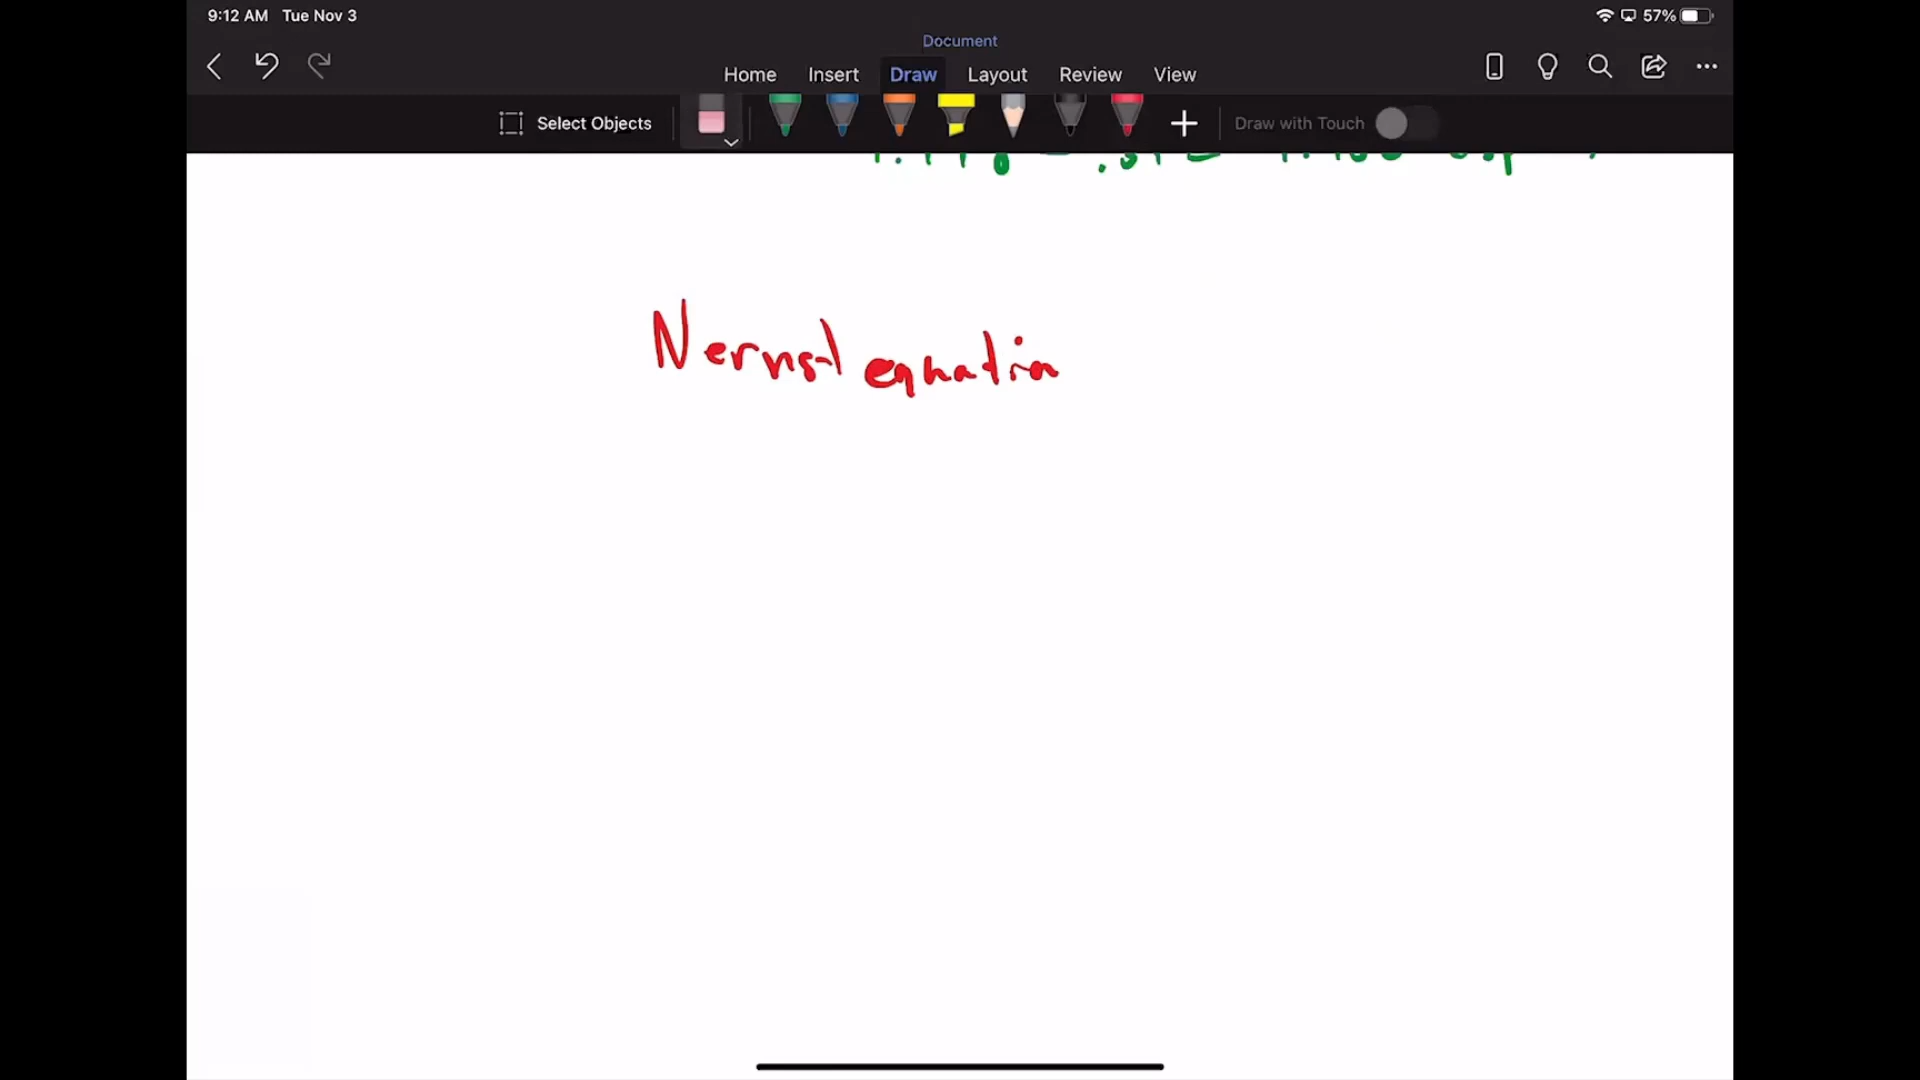 9:12 AM Tue Nov 3
57%
Document
Home Insert Draw Layout Review View
Select Objects
Draw with Touch
Nernst equation